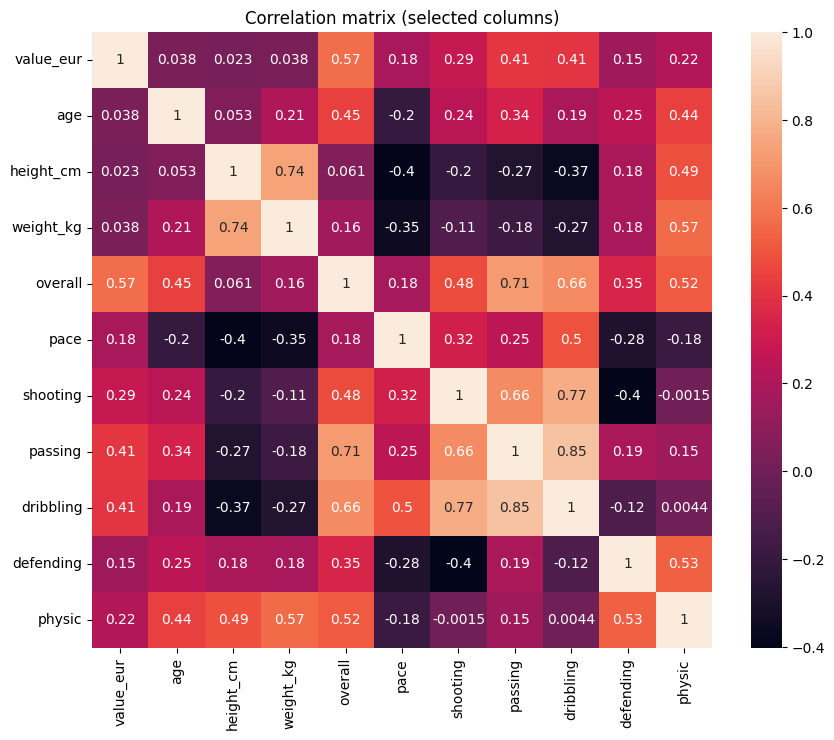 Correlation matrix (selected columns)
value_eur 1 0.038 0.023 0.038 0.57 0.18 0.29 0.41 0.41 0.15 0.22
age 0.038 1 0.053 0.21 0.45 -0.2 0.24 0.34 0.19 0.25 0.44
height_cm 0.023 0.053 1 0.74 0.061 -0.4 -0.2 -0.27 -0.37 0.18 0.49
weight_kg 0.038 0.21 0.74 1 0.16 -0.35 -0.11 -0.18 -0.27 0.18 0.57
overall 0.57 0.45 0.061 0.16 1 0.18 0.48 0.71 0.66 0.35 0.52
pace 0.18 -0.2 -0.4 -0.35 0.18 1 0.32 0.25 0.5 -0.28 -0.18
shooting 0.29 0.24 -0.2 -0.11 0.48 0.32 1 0.66 0.77 -0.4 -0.0015
passing 0.41 0.34 -0.27 -0.18 0.71 0.25 0.66 1 0.85 0.19 0.15
dribbling 0.41 0.19 -0.37 -0.27 0.66 0.5 0.77 0.85 1 -0.12 0.0044
defending 0.15 0.25 0.18 0.18 0.35 -0.28 -0.4 0.19 -0.12 1 0.53
physic 0.22 0.44 0.49 0.57 0.52 -0.18 -0.0015 0.15 0.0044 0.53 1
value_eur age height_cm weight_kg overall pace shooting passing dribbling defending physic
1.0
0.8
0.6
0.4
0.2
0.0
−0.2
−0.4